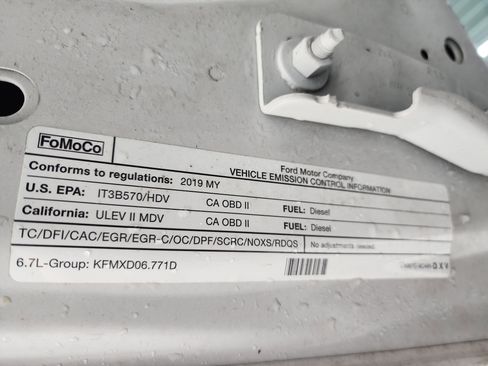 FoMoCo
Ford Motor Company
VEHICLE EMISSION CONTROL INFORMATION
Conforms to regulations: 2019 MY
U.S. EPA: IT3B570/HDV CA OBD II FUEL: Diesel
California: ULEV II MDV CA OBD II FUEL: Diesel
TC/DFI/CAC/EGR/EGR-C/OC/DPF/SCRC/NOXS/RDQS No adjustments needed.
6.7L-Group: KFMXD06.771D
DXV